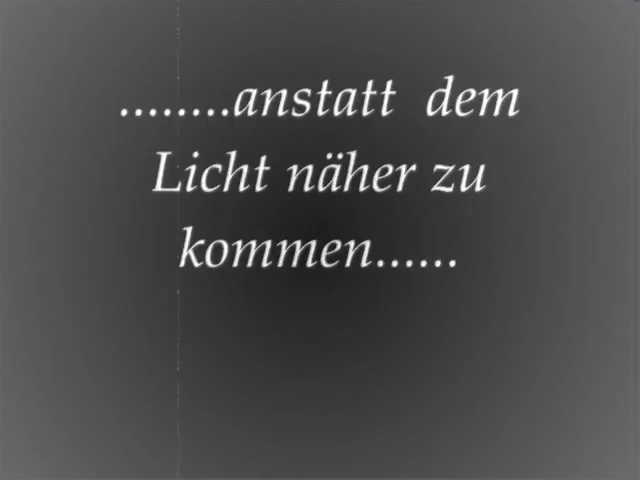 ........anstatt dem
Licht näher zu
kommen......